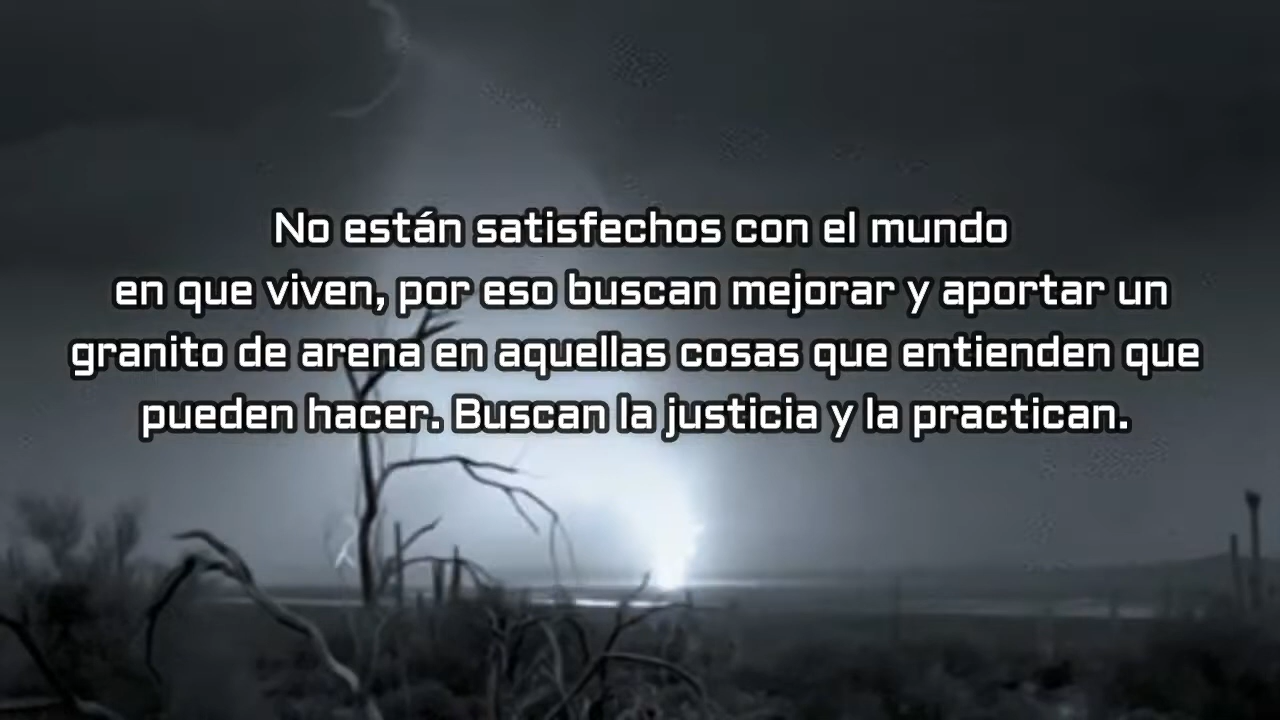 No están satisfechos con el mundo
en que viven, por eso buscan mejorar y aportar un
granito de arena en aquellas cosas que entienden que
pueden hacer. Buscan la justicia y la practican.